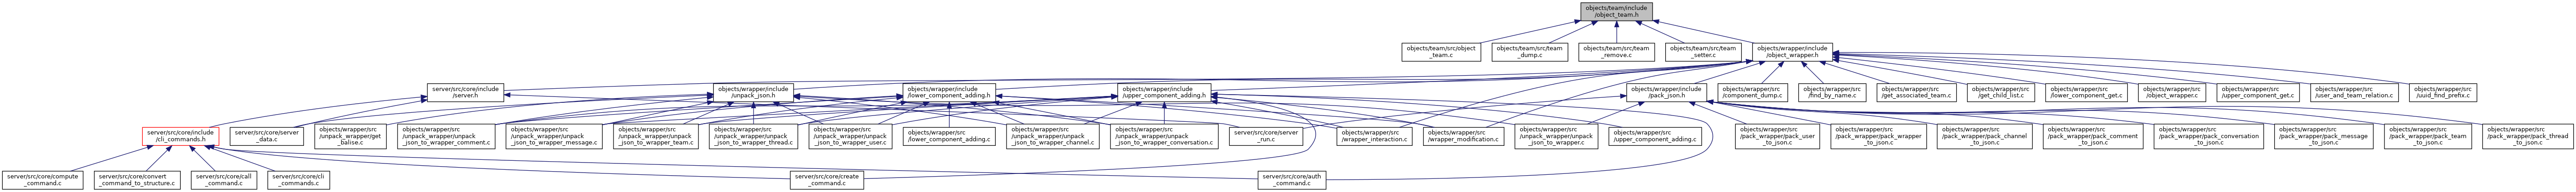 objects/team/include
/object_team.h
objects/team/src/object
_team.c
objects/team/src/team
_dump.c
objects/team/src/team
_remove.c
objects/team/src/team
_setter.c
objects/wrapper/include
/object_wrapper.h
server/src/core/include
/server.h
objects/wrapper/include
/unpack_json.h
objects/wrapper/include
/lower_component_adding.h
objects/wrapper/include
/upper_component_adding.h
objects/wrapper/include
/pack_json.h
objects/wrapper/src
/component_dump.c
objects/wrapper/src
/find_by_name.c
objects/wrapper/src
/get_associated_team.c
objects/wrapper/src
/get_child_list.c
objects/wrapper/src
/lower_component_get.c
objects/wrapper/src
/object_wrapper.c
objects/wrapper/src
/upper_component_get.c
objects/wrapper/src
/user_and_team_relation.c
objects/wrapper/src
/uuid_find_prefix.c
server/src/core/include
/cli_commands.h
server/src/core/server
_data.c
objects/wrapper/src
/unpack_wrapper/get
_balise.c
objects/wrapper/src
/unpack_wrapper/unpack
_json_to_wrapper_comment.c
objects/wrapper/src
/unpack_wrapper/unpack
_json_to_wrapper_message.c
objects/wrapper/src
/unpack_wrapper/unpack
_json_to_wrapper_team.c
objects/wrapper/src
/unpack_wrapper/unpack
_json_to_wrapper_thread.c
objects/wrapper/src
/unpack_wrapper/unpack
_json_to_wrapper_user.c
objects/wrapper/src
/lower_component_adding.c
objects/wrapper/src
/unpack_wrapper/unpack
_json_to_wrapper_channel.c
objects/wrapper/src
/unpack_wrapper/unpack
_json_to_wrapper_conversation.c
server/src/core/server
_run.c
objects/wrapper/src
/wrapper_interaction.c
objects/wrapper/src
/wrapper_modification.c
objects/wrapper/src
/unpack_wrapper/unpack
_json_to_wrapper.c
objects/wrapper/src
/upper_component_adding.c
objects/wrapper/src
/pack_wrapper/pack_user
_to_json.c
objects/wrapper/src
/pack_wrapper/pack_wrapper
_to_json.c
objects/wrapper/src
/pack_wrapper/pack_channel
_to_json.c
objects/wrapper/src
/pack_wrapper/pack_comment
_to_json.c
objects/wrapper/src
/pack_wrapper/pack_conversation
_to_json.c
objects/wrapper/src
/pack_wrapper/pack_message
_to_json.c
objects/wrapper/src
/pack_wrapper/pack_team
_to_json.c
objects/wrapper/src
/pack_wrapper/pack_thread
_to_json.c
server/src/core/compute
_command.c
server/src/core/convert
_command_to_structure.c
server/src/core/call
_command.c
server/src/core/cli
_commands.c
server/src/core/create
_command.c
server/src/core/auth
_command.c